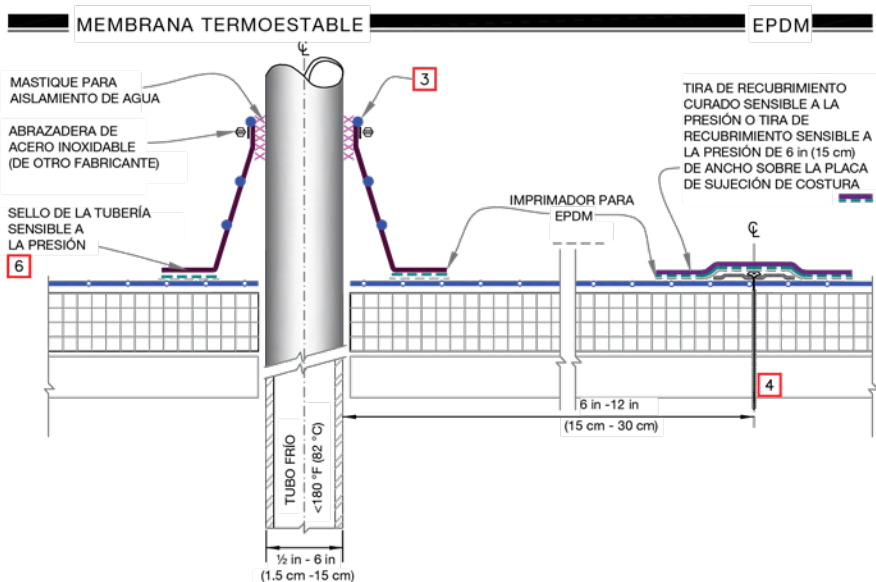 MEMBRANA TERMOESTABLE
EPDM
℄
MASTIQUE PARA
AISLAMIENTO DE AGUA
ABRAZADERA DE
ACERO INOXIDABLE
(DE OTRO FABRICANTE)
SELLO DE LA TUBERÍA
SENSIBLE A
LA PRESIÓN
6
3
IMPRIMADOR PARA
EPDM
TIRA DE RECUBRIMIENTO
CURADO SENSIBLE A LA
PRESIÓN O TIRA DE
RECUBRIMIENTO SENSIBLE A
LA PRESIÓN DE 6 in (15 cm)
DE ANCHO SOBRE LA PLACA
DE SUJECIÓN DE COSTURA
℄
4
6 in -12 in
(15 cm - 30 cm)
TUBO FRÍO
<180 °F (82 °C)
½ in - 6 in
(1.5 cm -15 cm)